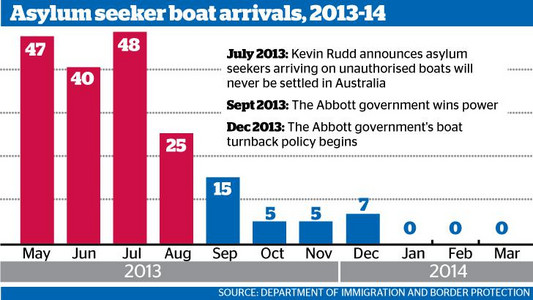 Asylum seeker boat arrivals, 2013-14
July 2013: Kevin Rudd announces asylum
seekers arriving on unauthorised boats will
never be settled in Australia
Sept 2013: The Abbott government wins power
Dec 2013: The Abbott government's boat
turnback policy begins
47 40 48 25 15 5 5 7 0 0 0
May Jun Jul Aug Sep Oct Nov Dec Jan Feb Mar
2013 2014
SOURCE: DEPARTMENT OF IMMIGRATION AND BORDER PROTECTION